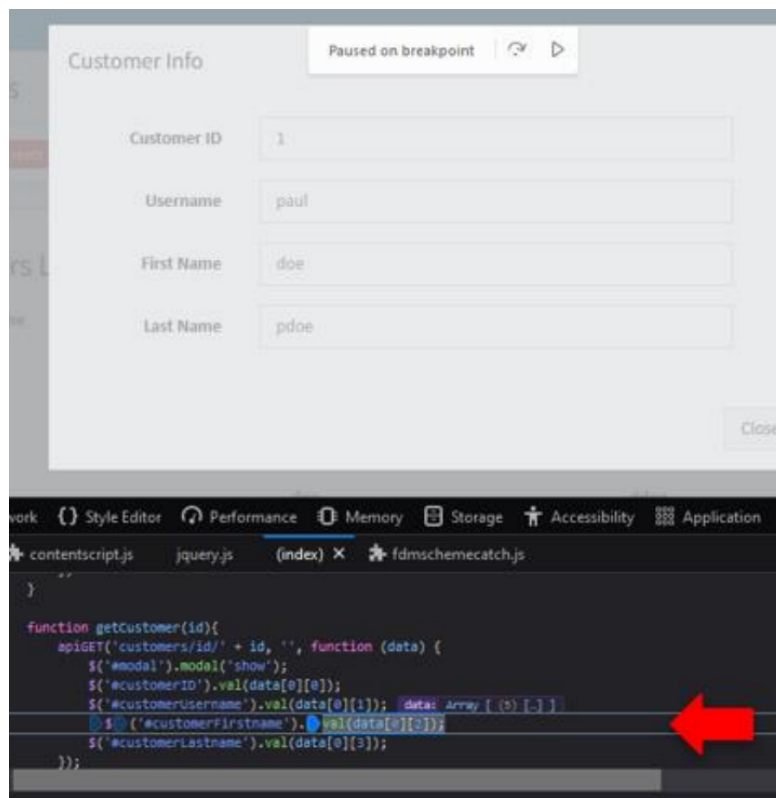 Paused on breakpoint
Customer Info
Customer ID 1
Username paul
First Name doe
Last Name pdoe
Close
work {} Style Editor Performance Memory Storage Accessibility Application
contentscript.js jquery.js (index) × fdmschemecatch.js
}
function getCustomer(id){
apiGET('customers/id/' + id, '', function (data) {
$('#modal').modal('show');
$('#customerID').val(data[0][0]);
$('#customerUsername').val(data[0][1]); data: Array [ (5) […] ]
$('#customerFirstname').val(data[0][2]);
$('#customerLastname').val(data[0][3]);
});